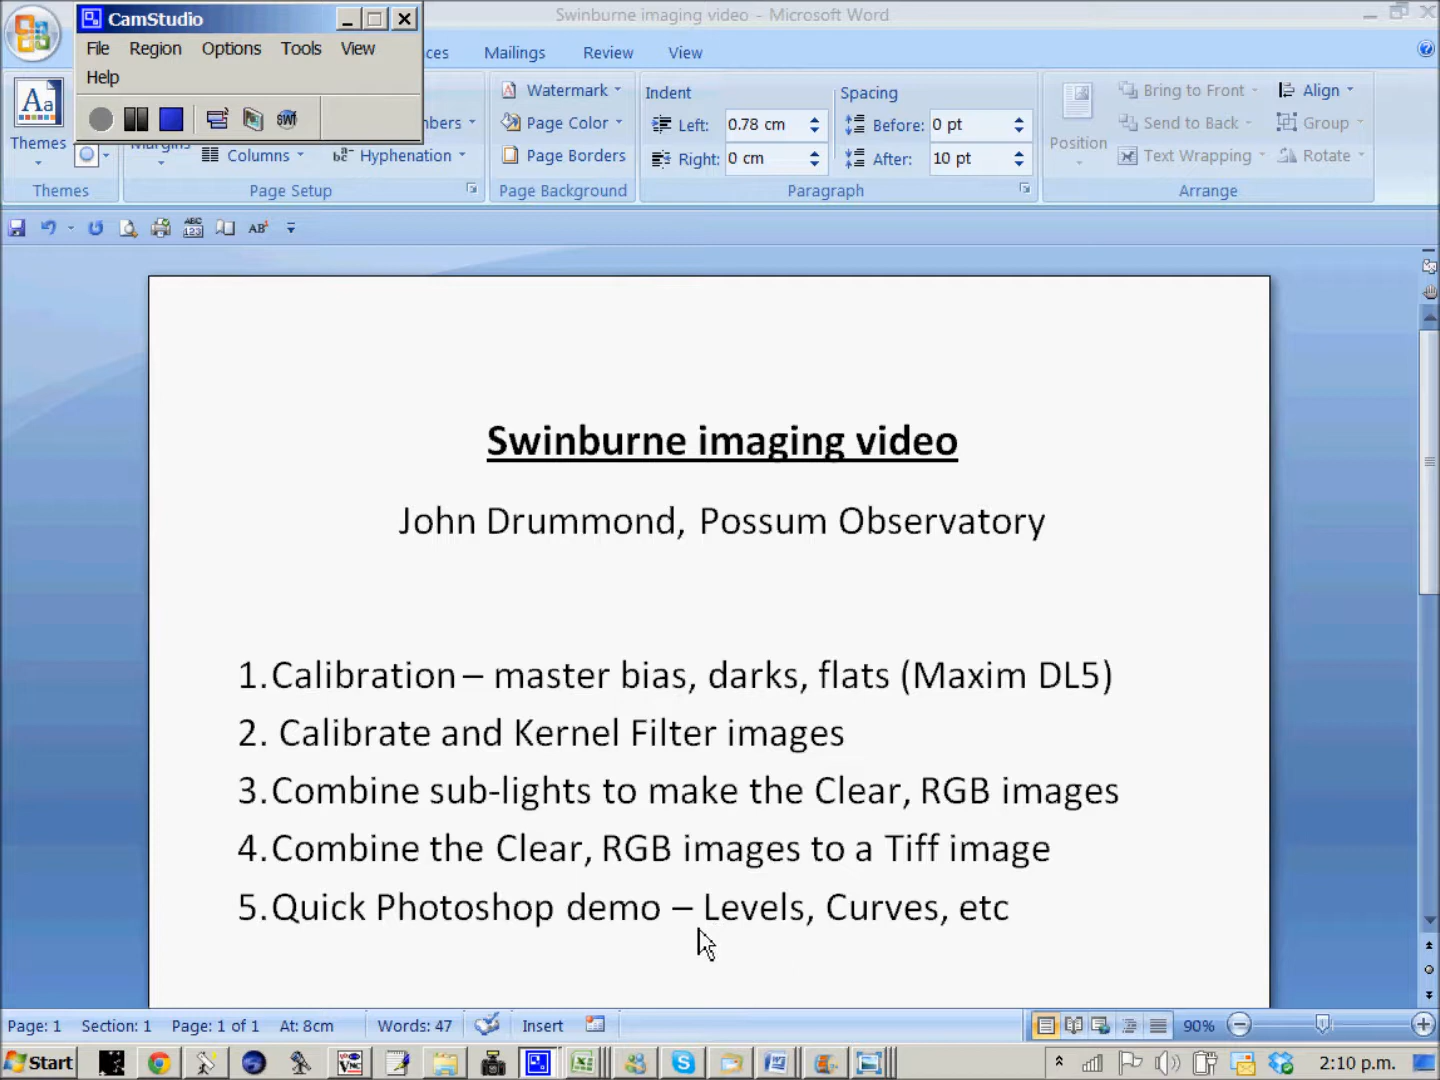 CamStudio
File Region Options Tools View
Help
Swinburne imaging video - Microsoft Word
Mailings Review View
Themes
Themes
Columns
Hyphenation
Page Setup
Watermark
Page Color
Page Borders
Page Background
Indent
Left: 0.78 cm
Right: 0 cm
Spacing
Before: 0 pt
After: 10 pt
Paragraph
Position
Bring to Front
Send to Back
Text Wrapping
Align
Group
Rotate
Arrange
Swinburne imaging video
John Drummond, Possum Observatory
1. Calibration – master bias, darks, flats (Maxim DL5)
2. Calibrate and Kernel Filter images
3. Combine sub-lights to make the Clear, RGB images
4. Combine the Clear, RGB images to a Tiff image
5. Quick Photoshop demo – Levels, Curves, etc
Page: 1 Section: 1 Page: 1 of 1 At: 8cm Words: 47 Insert 90%
Start 2:10 p.m.